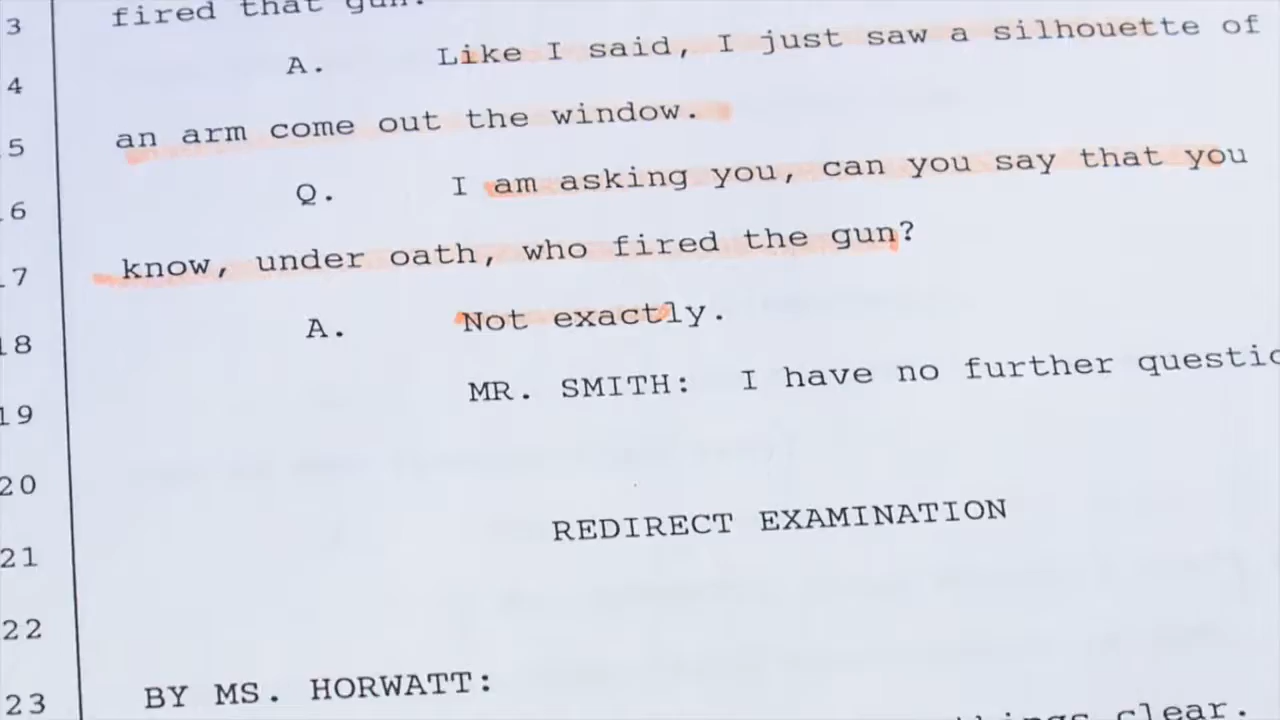 3 fired that gun.
4 A. Like I said, I just saw a silhouette of
5 an arm come out the window.
6 Q. I am asking you, can you say that you
7 know, under oath, who fired the gun?
18 A. Not exactly.
19 MR. SMITH: I have no further
20
21 REDIRECT EXAMINATION
22
23 BY MS. HORWATT:
clear.